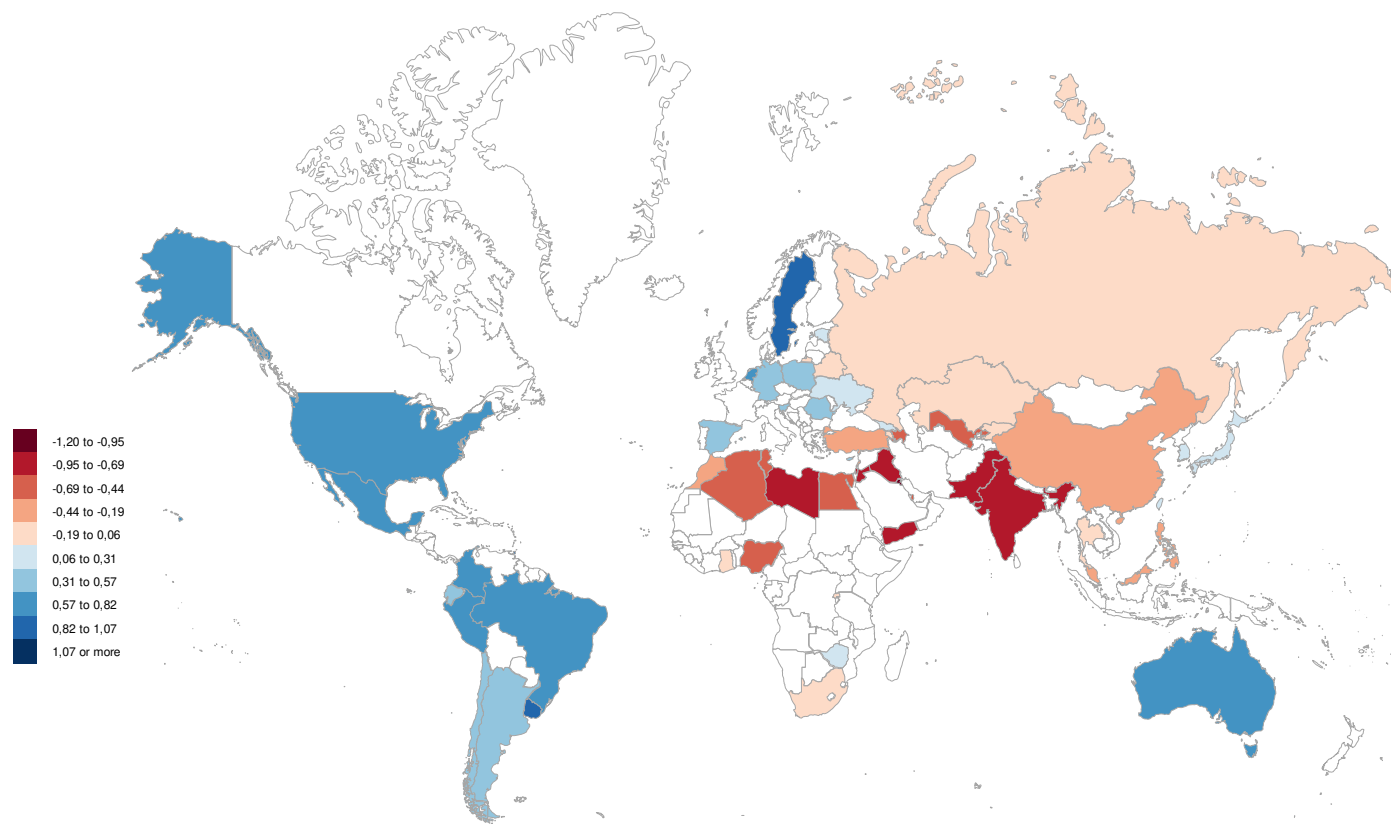 -1,20 to -0,95
-0,95 to -0,69
-0,69 to -0,44
-0,44 to -0,19
-0,19 to 0,06
0,06 to 0,31
0,31 to 0,57
0,57 to 0,82
0,82 to 1,07
1,07 or more